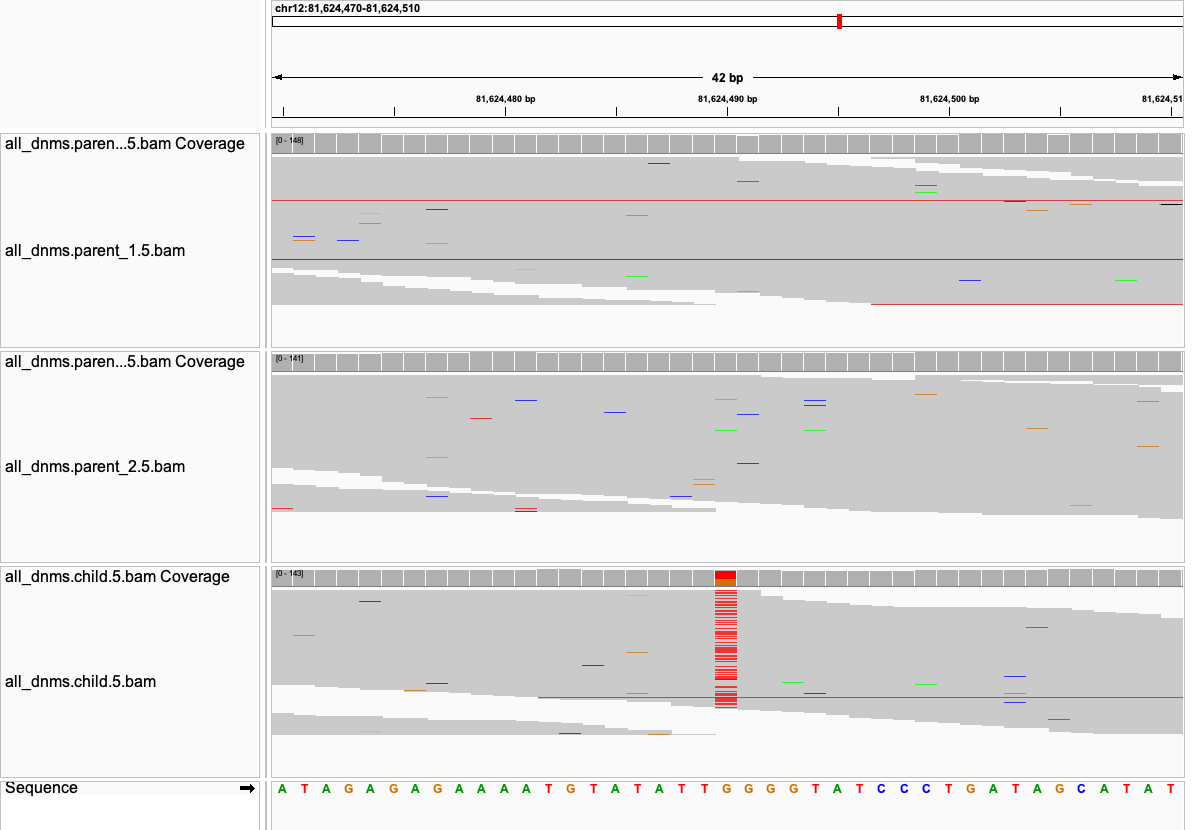 chr12:81,624,470-81,624,510
42 bp
81,624,480 bp 81,624,490 bp 81,624,500 bp 81,624,51
all_dnms.paren...5.bam Coverage [0 - 148]
all_dnms.parent_1.5.bam
all_dnms.paren...5.bam Coverage [0 - 141]
all_dnms.parent_2.5.bam
all_dnms.child.5.bam Coverage [0 - 143]
all_dnms.child.5.bam
Sequence A T A G A G A G A A A A T G T A T A T T G G G G T A T C C C T G A T A G C A T A T